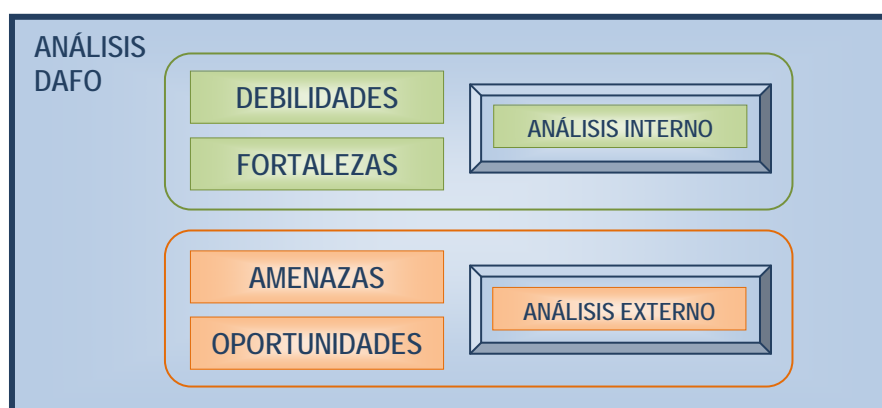 ANÁLISIS
DAFO
DEBILIDADES
FORTALEZAS
ANÁLISIS INTERNO
AMENAZAS
OPORTUNIDADES
ANÁLISIS EXTERNO